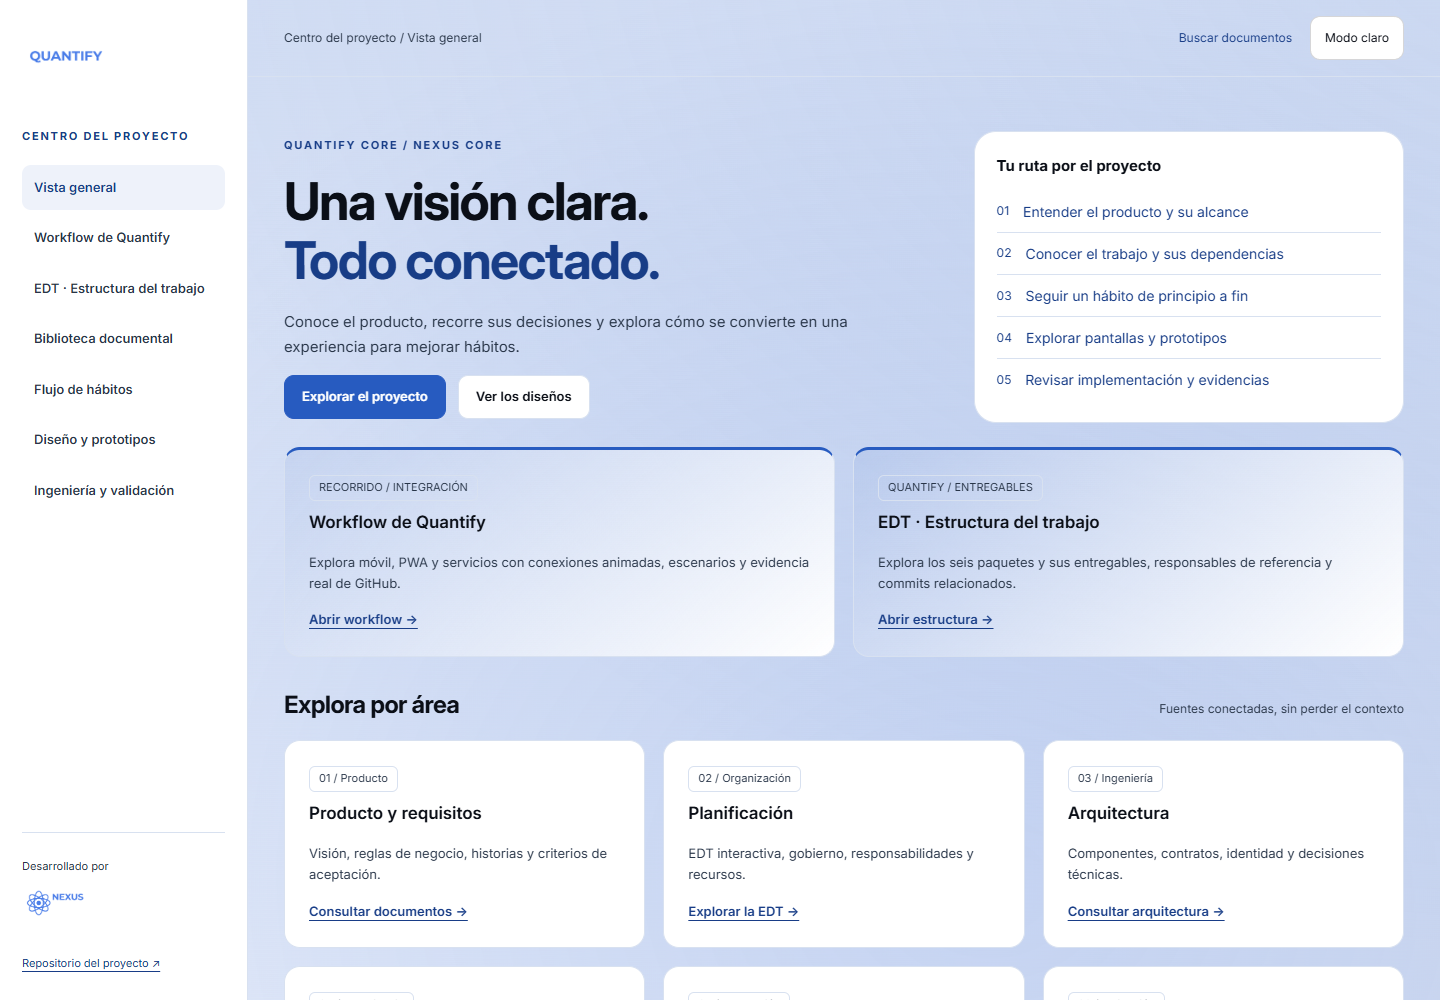 QUANTIFY
CENTRO DEL PROYECTO
Vista general
Workflow de Quantify
EDT · Estructura del trabajo
Biblioteca documental
Flujo de hábitos
Diseño y prototipos
Ingeniería y validación
Desarrollado por
NEXUS
Repositorio del proyecto ↗
Centro del proyecto / Vista general
Buscar documentos
Modo claro
QUANTIFY CORE / NEXUS CORE
Una visión clara.
Todo conectado.
Conoce el producto, recorre sus decisiones y explora cómo se convierte en una
experiencia para mejorar hábitos.
Explorar el proyecto
Ver los diseños
Tu ruta por el proyecto
01 Entender el producto y su alcance
02 Conocer el trabajo y sus dependencias
03 Seguir un hábito de principio a fin
04 Explorar pantallas y prototipos
05 Revisar implementación y evidencias
RECORRIDO / INTEGRACIÓN
Workflow de Quantify
Explora móvil, PWA y servicios con conexiones animadas, escenarios y evidencia
real de GitHub.
Abrir workflow →
QUANTIFY / ENTREGABLES
EDT · Estructura del trabajo
Explora los seis paquetes y sus entregables, responsables de referencia y
commits relacionados.
Abrir estructura →
Explora por área
Fuentes conectadas, sin perder el contexto
01 / Producto
Producto y requisitos
Visión, reglas de negocio, historias y criterios de
aceptación.
Consultar documentos →
02 / Organización
Planificación
EDT interactiva, gobierno, responsabilidades y
recursos.
Explorar la EDT →
03 / Ingeniería
Arquitectura
Componentes, contratos, identidad y decisiones
técnicas.
Consultar arquitectura →